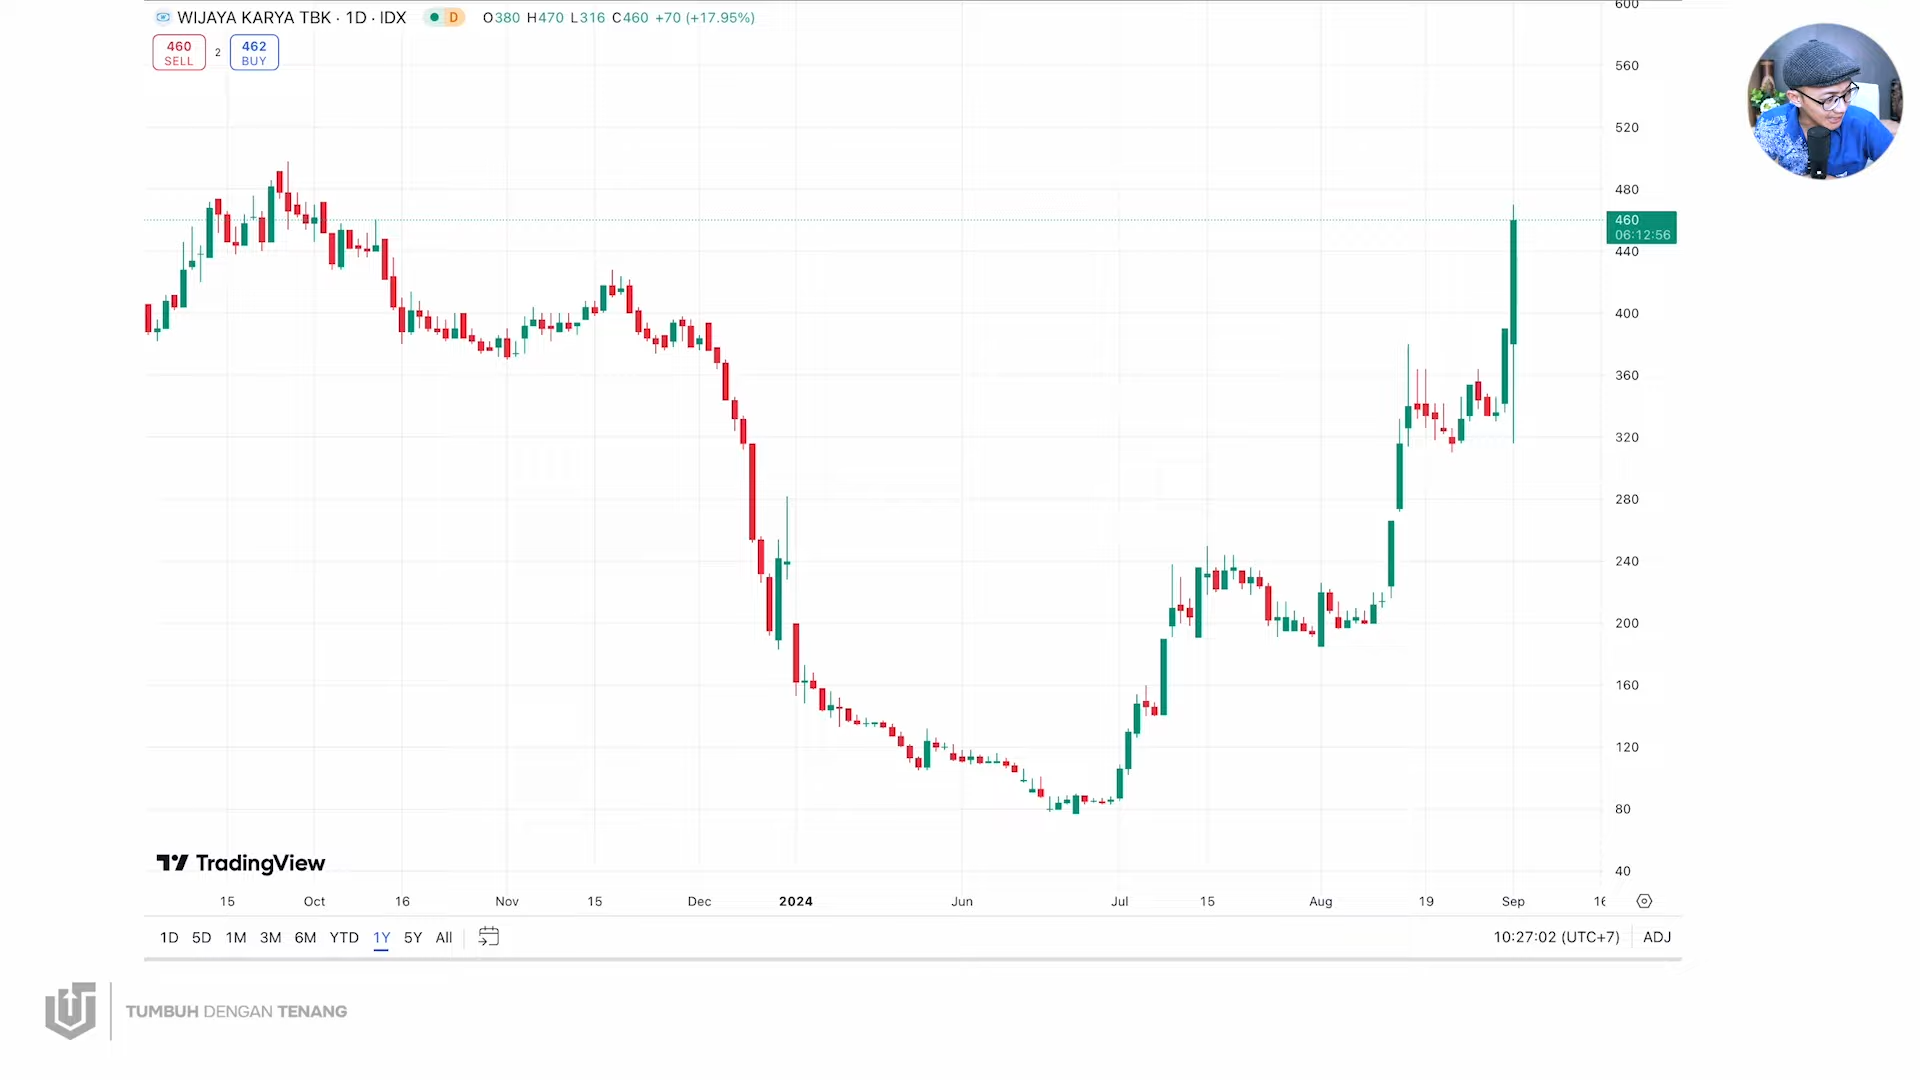 WIJAYA KARYA TBK · 1D · IDX D O380 H470 L316 C460 +70 (+17.95%)
460 SELL 2 462 BUY
600
560
520
480
460
06:12:56
440
400
360
320
280
240
200
160
120
80
40
TradingView
15 Oct 16 Nov 15 Dec 2024 Jun Jul 15 Aug 19 Sep 16
1D 5D 1M 3M 6M YTD 1Y 5Y All 10:27:02 (UTC+7) ADJ
TUMBUH DENGAN TENANG